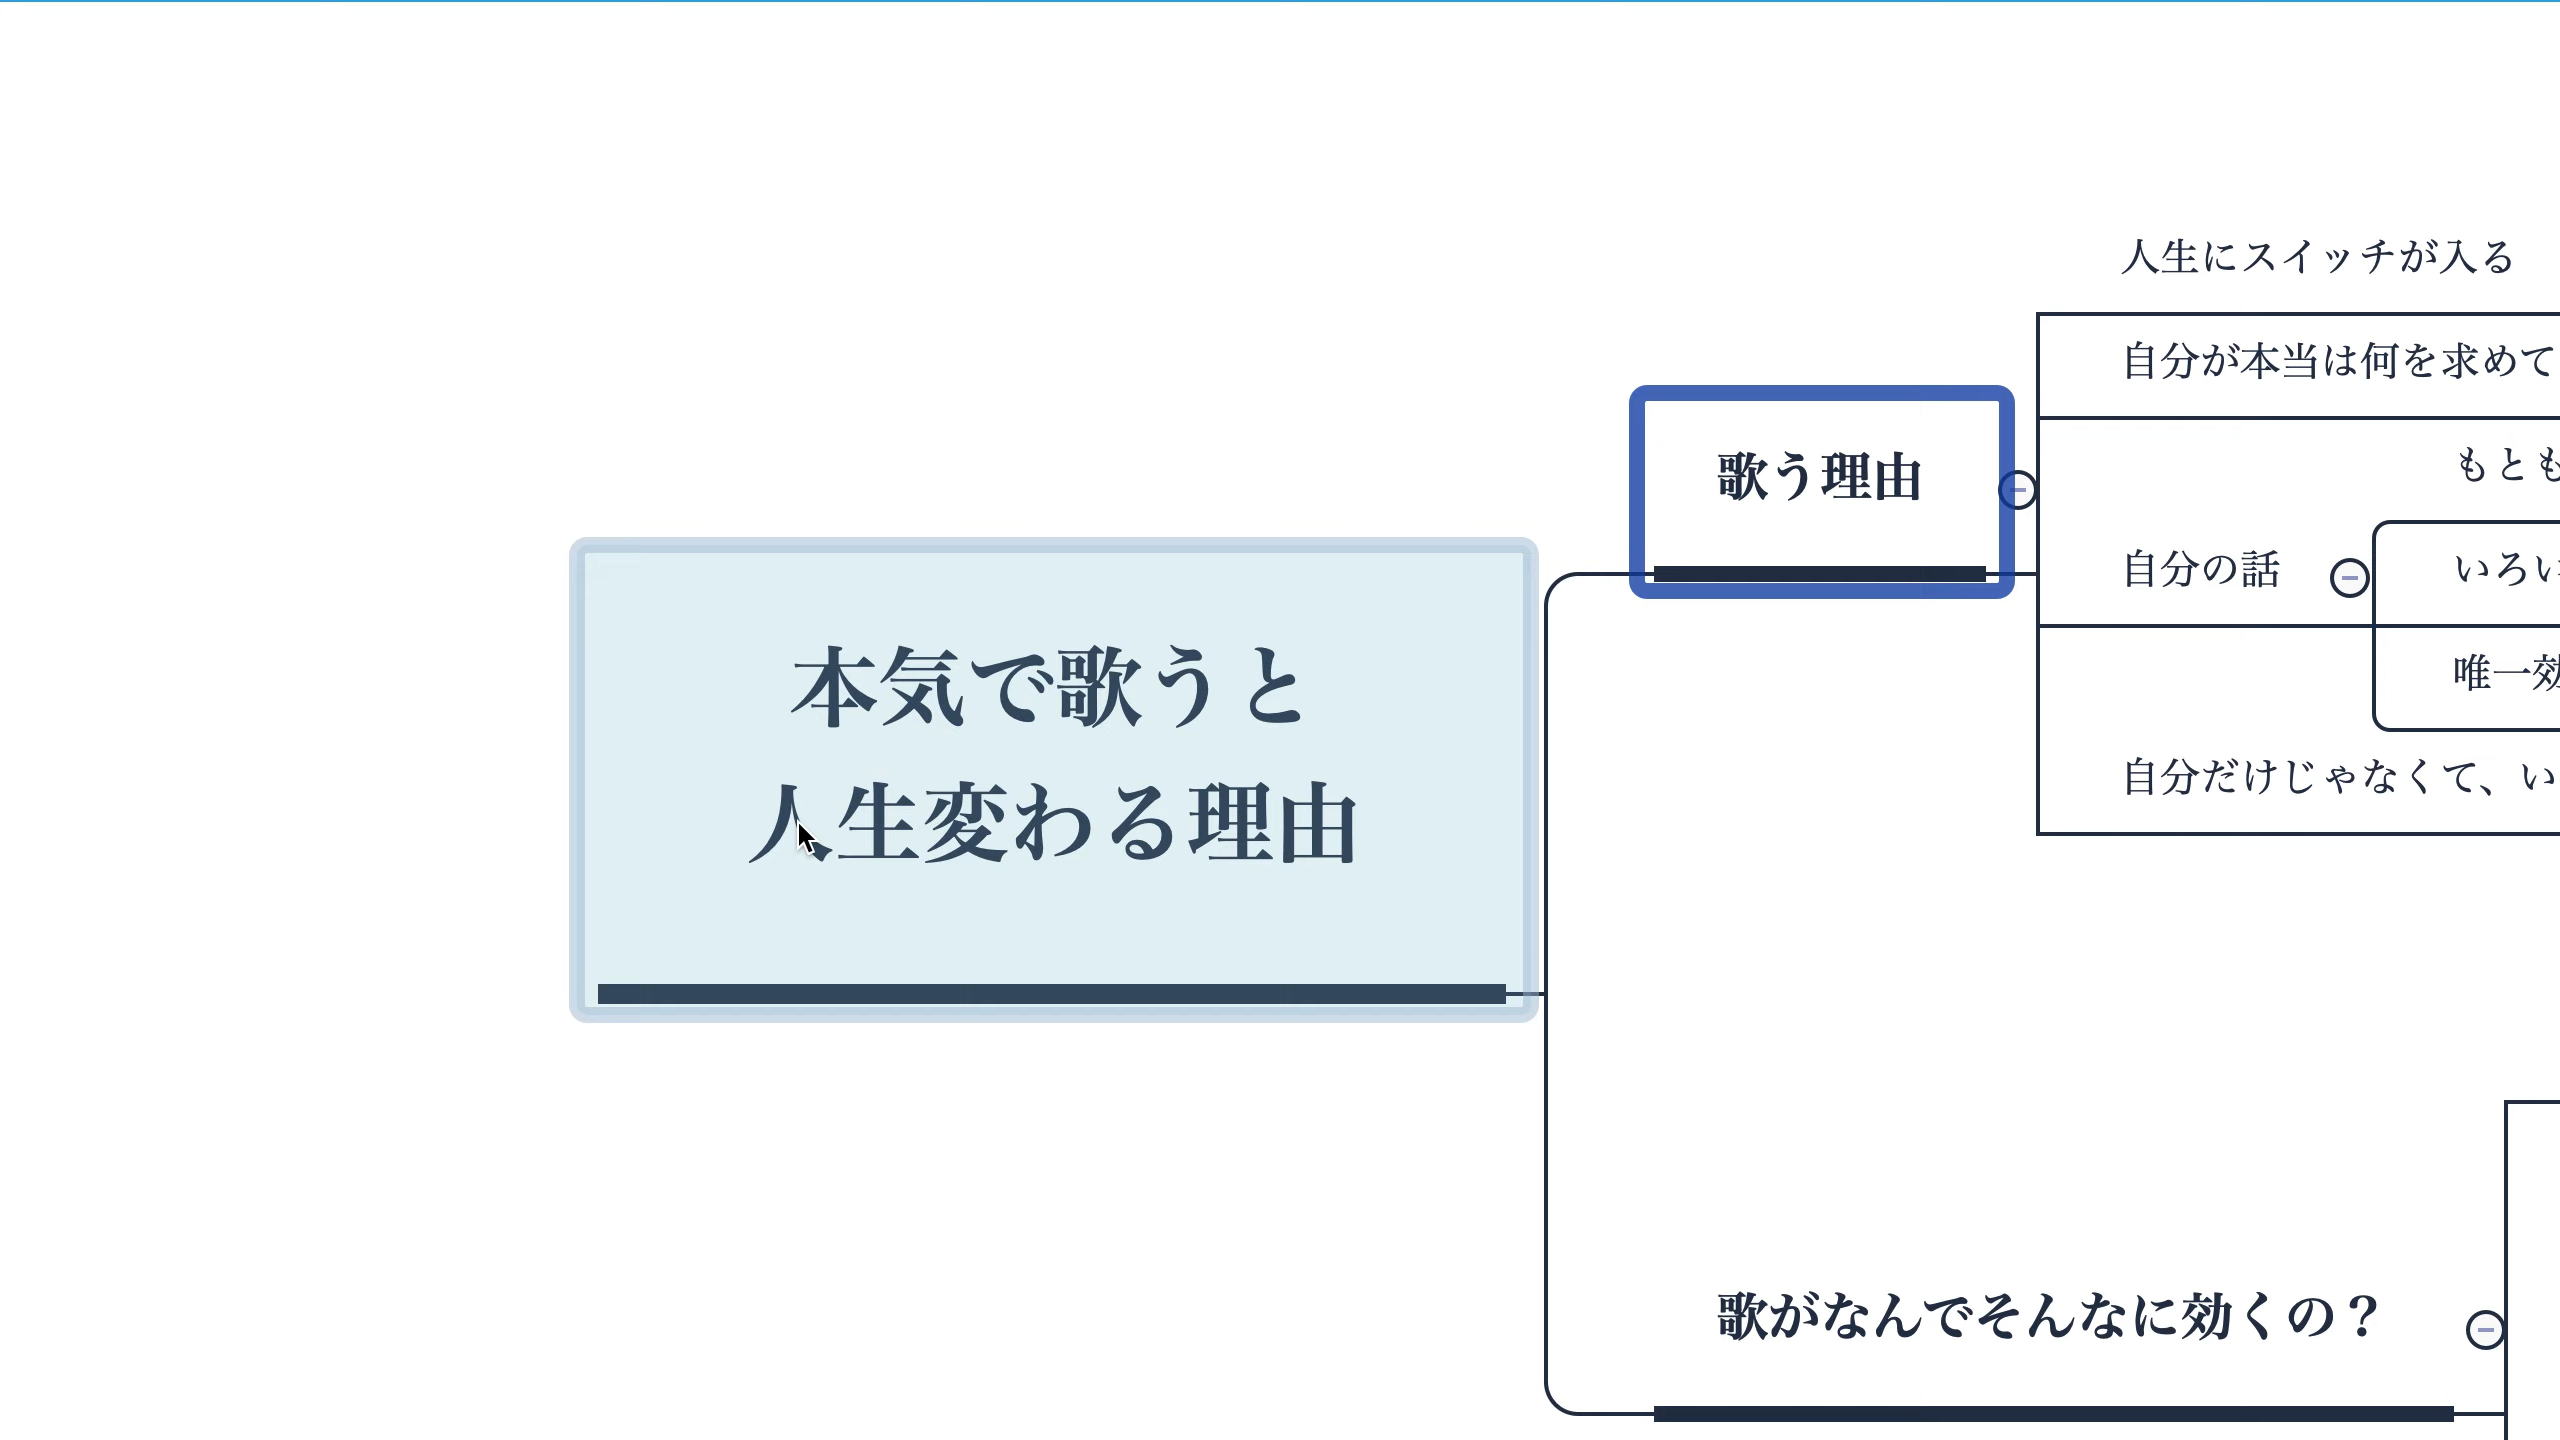 本気で歌うと
人生変わる理由
歌う理由
人生にスイッチが入る
自分が本当は何を求めて
自分の話
もとも
いろい
唯一効
自分だけじゃなくて、い
歌がなんでそんなに効くの？